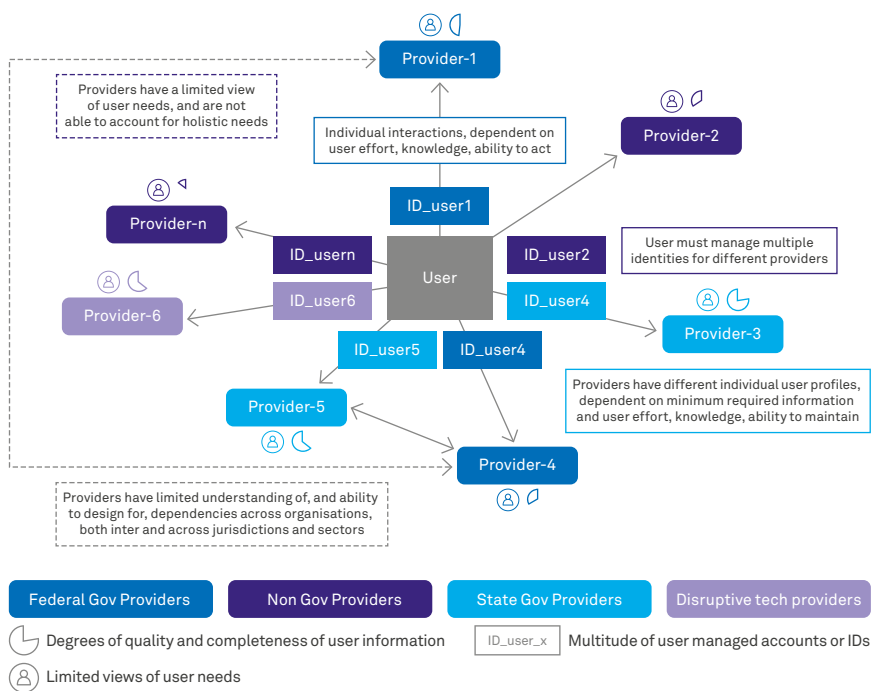 Provider-1
Providers have a limited view
of user needs, and are not
able to account for holistic needs
Individual interactions, dependent on
user effort, knowledge, ability to act
Provider-2
ID_user1
Provider-n
ID_usern
User
ID_user2
User must manage multiple
identities for different providers
Provider-6
ID_user6
ID_user4
Provider-3
ID_user5
ID_user4
Providers have different individual user profiles,
dependent on minimum required information
and user effort, knowledge, ability to maintain
Provider-5
Provider-4
Providers have limited understanding of, and ability
to design for, dependencies across organisations,
both inter and across jurisdictions and sectors
Federal Gov Providers
Non Gov Providers
State Gov Providers
Disruptive tech providers
Degrees of quality and completeness of user information
ID_user_x
Multitude of user managed accounts or IDs
Limited views of user needs